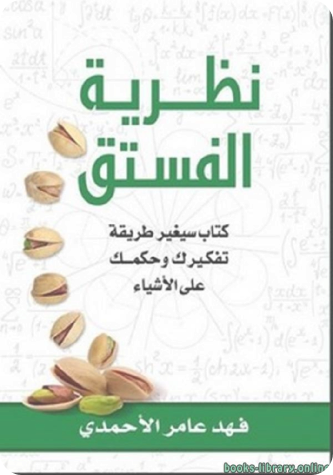 نظرية
الفستق
كتاب سيغير طريقة
تفكيرك وحكمك
على الأشياء
فهد عامر الأحمدي
books-library.online